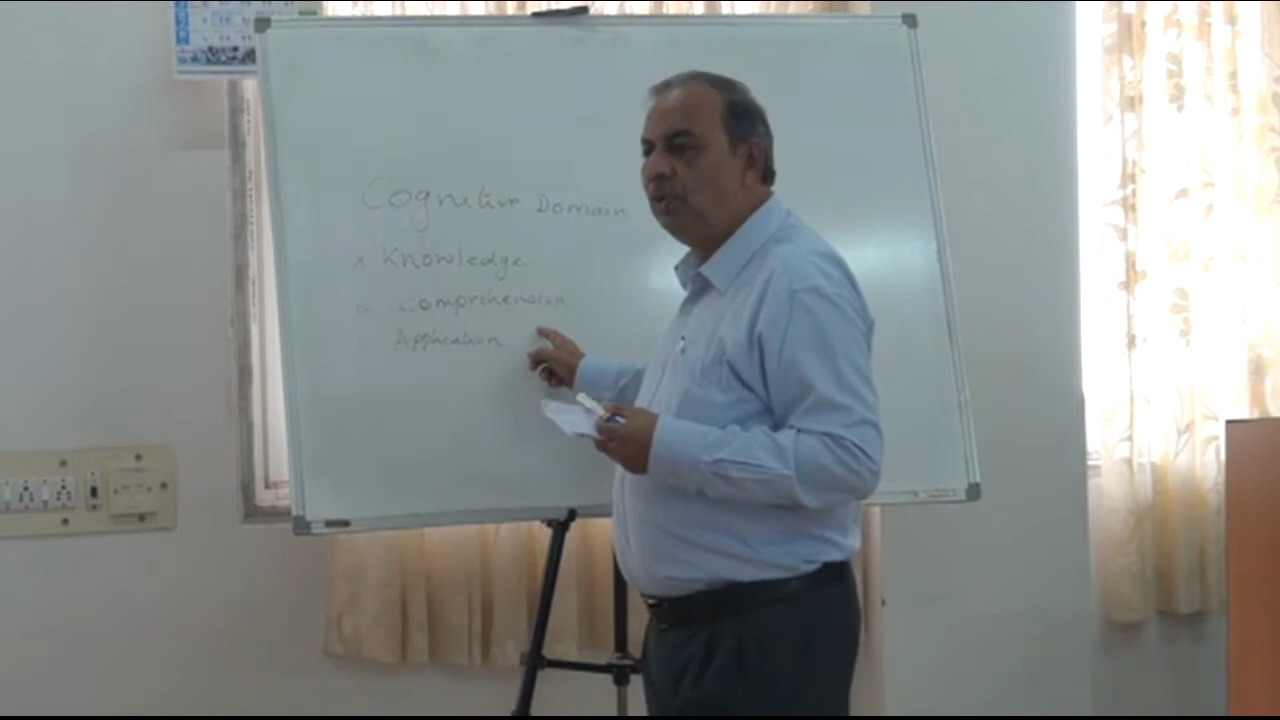 Cognitive Domain
Knowledge
Comprehension
Application